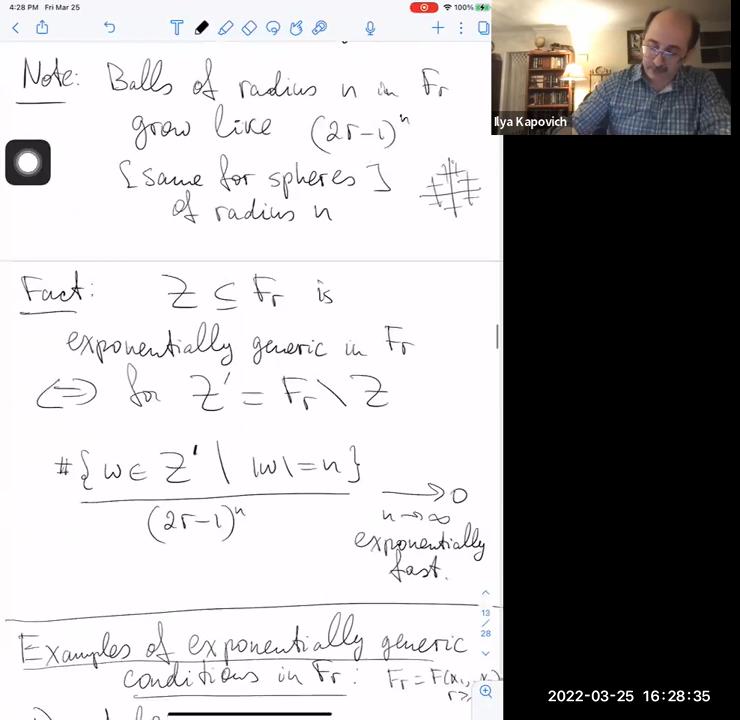 4:28 PM Fri Mar 25
100%
Note: Balls of radius n in Fr
grow like (2r-1)^n
[same for spheres]
of radius n
Ilya Kapovich
Fact: Z ⊆ Fr is
exponentially generic in Fr
⇔ for Z' = Fr \ Z
#{w ∈ Z' | |w| = n}
(2r-1)^n
→ 0
n→∞
exponentially
fast.
13
/
28
Examples of exponentially generic
conditions in Fr: Fr = F(x1,
2022-03-25 16:28:35